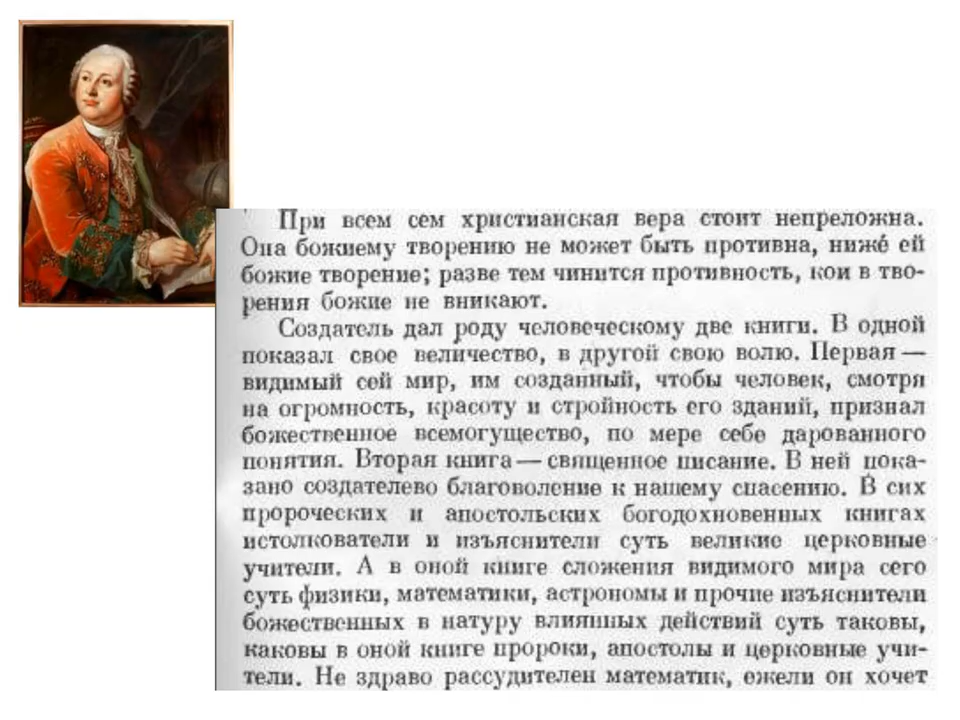 При всем сем христианская вера стоит непреложна.
Она божиему творению не может быть противна, ниже́ ей
божие творение; разве тем чинится противность, кои в тво-
рения божие не вникают.
Создатель дал роду человеческому две книги. В одной
показал свое величество, в другой свою волю. Первая —
видимый сей мир, им созданный, чтобы человек, смотря
на огромность, красоту и стройность его зданий, признал
божественное всемогущество, по мере себе дарованного
понятия. Вторая книга — священное писание. В ней пока-
зано создателево благоволение к нашему спасению. В сих
пророческих и апостольских богодохновенных книгах
истолкователи и изъяснители суть великие церковные
учители. А в оной книге сложения видимого мира сего
суть физики, математики, астрономы и прочие изъяснители
божественных в натуру влиянных действий суть таковы,
каковы в оной книге пророки, апостолы и церковные учи-
тели. Не здраво рассудителен математик, ежели он хочет